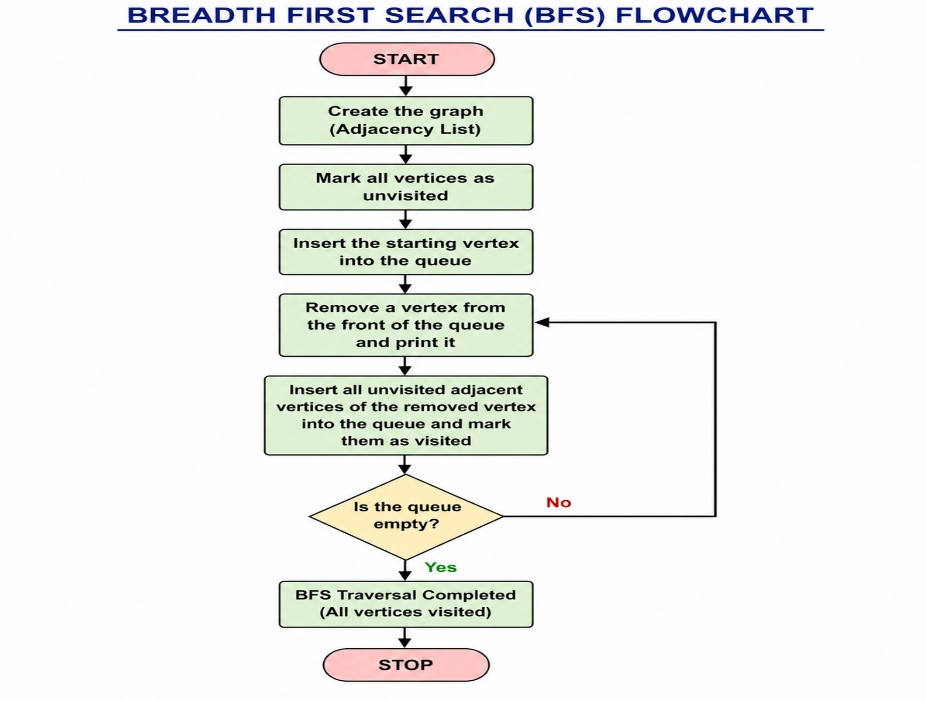 BREADTH FIRST SEARCH (BFS) FLOWCHART
START
Create the graph
(Adjacency List)
Mark all vertices as
unvisited
Insert the starting vertex
into the queue
Remove a vertex from
the front of the queue
and print it
Insert all unvisited adjacent
vertices of the removed vertex
into the queue and mark
them as visited
Is the queue
empty?
No
Yes
BFS Traversal Completed
(All vertices visited)
STOP